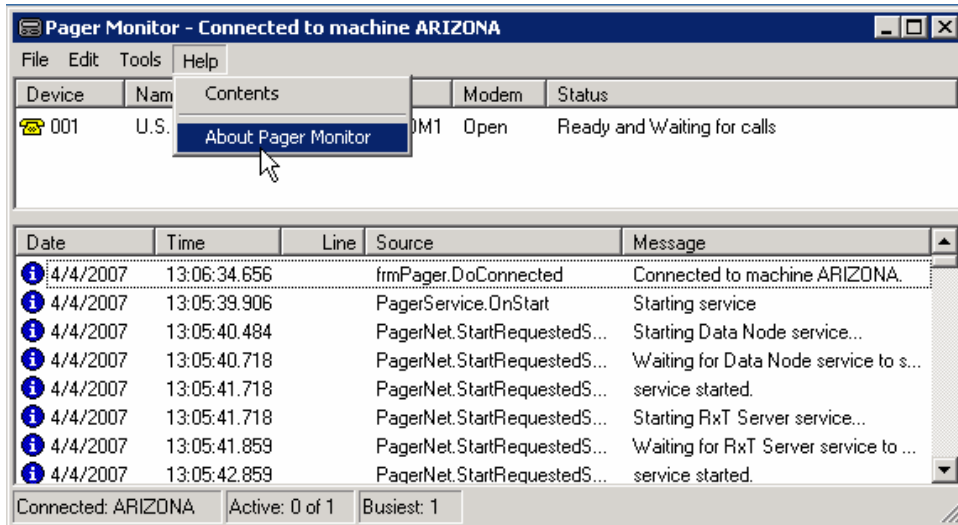 Pager Monitor - Connected to machine ARIZONA
File Edit Tools Help
Contents
About Pager Monitor
Device Nam Modem Status
001 U.S. OM1 Open Ready and Waiting for calls
Date Time Line Source Message
4/4/2007 13:06:34.656 frmPager.DoConnected Connected to machine ARIZONA.
4/4/2007 13:05:39.906 PagerService.OnStart Starting service
4/4/2007 13:05:40.484 PagerNet.StartRequestedS... Starting Data Node service...
4/4/2007 13:05:40.718 PagerNet.StartRequestedS... Waiting for Data Node service to s...
4/4/2007 13:05:41.718 PagerNet.StartRequestedS... service started.
4/4/2007 13:05:41.718 PagerNet.StartRequestedS... Starting RxT Server service...
4/4/2007 13:05:41.859 PagerNet.StartRequestedS... Waiting for RxT Server service to ...
4/4/2007 13:05:42.859 PagerNet.StartRequestedS... service started.
Connected: ARIZONA Active: 0 of 1 Busiest: 1